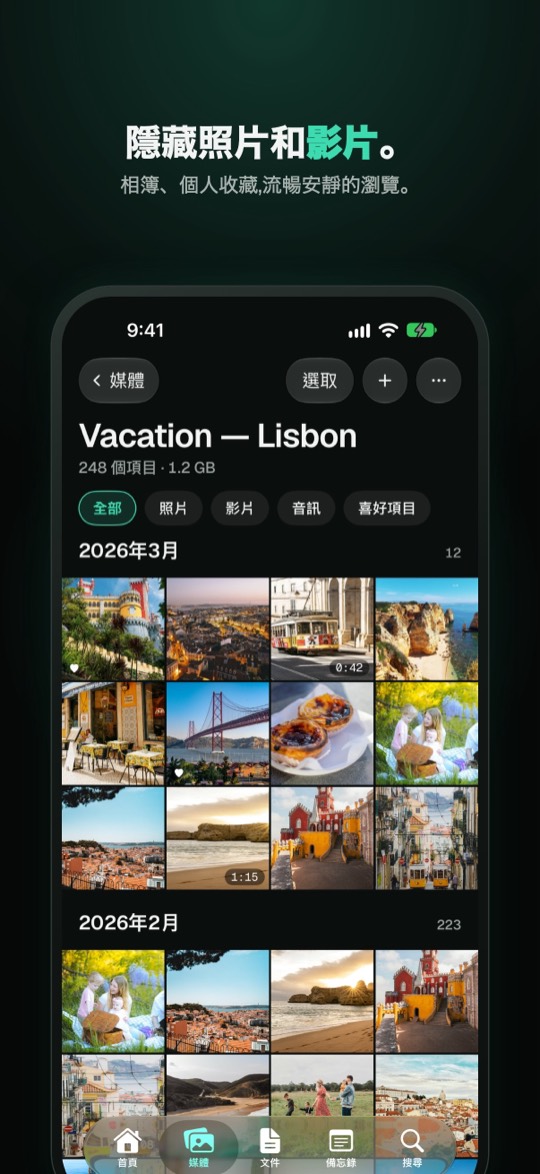 隱藏照片和影片。
相簿、個人收藏,流暢安靜的瀏覽。
9:41
媒體
選取
Vacation — Lisbon
248 個項目 · 1.2 GB
全部 照片 影片 音訊 喜好項目
2026年3月 12
0:42
1:15
2026年2月 223
首頁 媒體 文件 備忘錄 搜尋